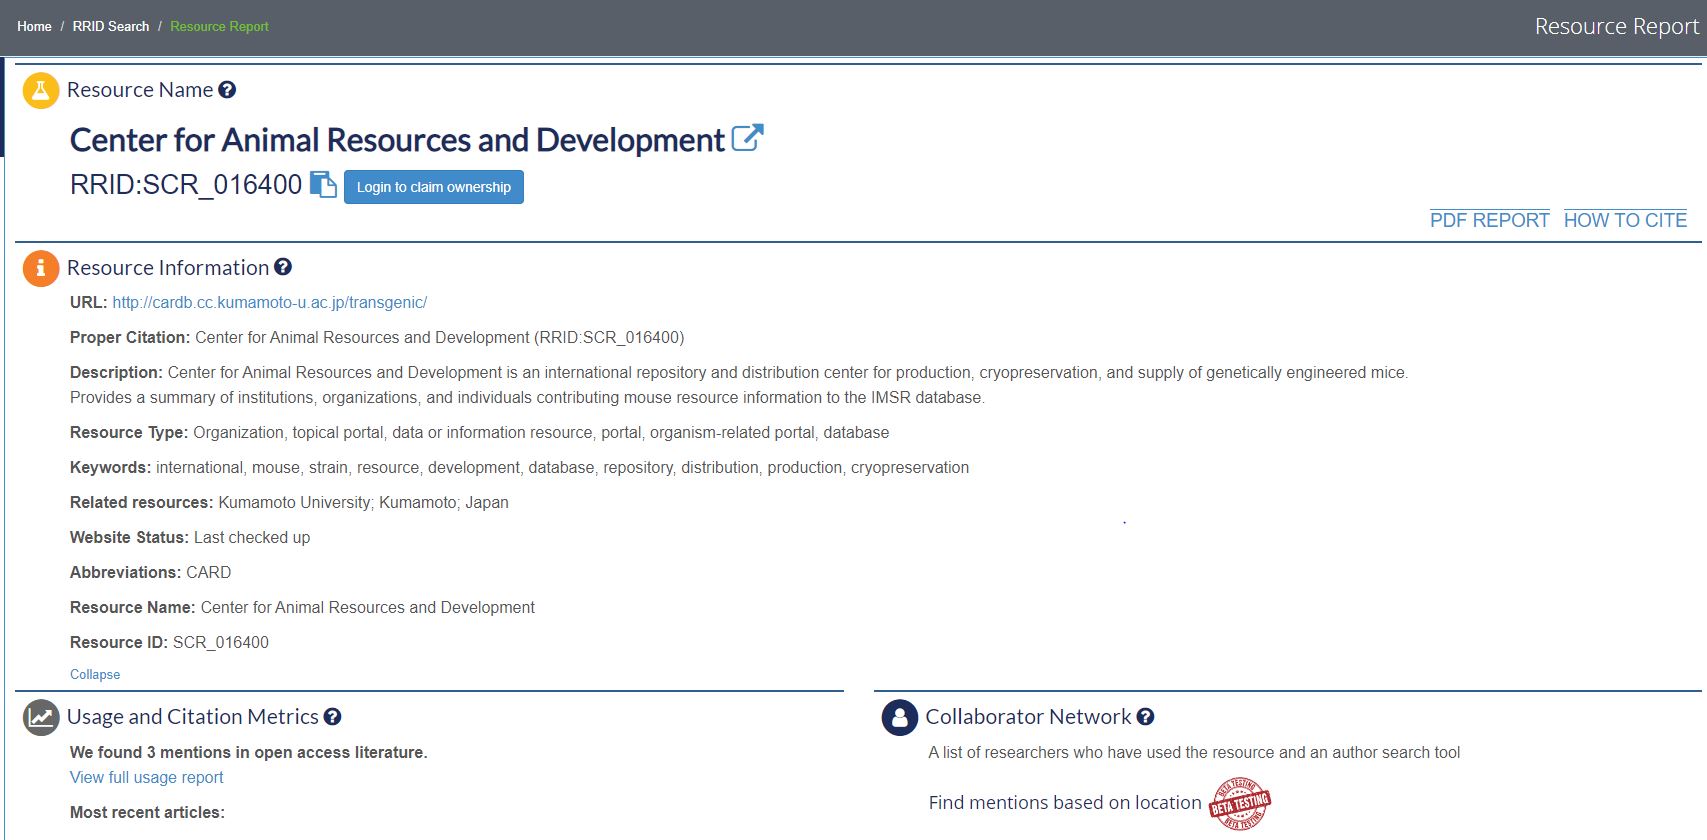 Home / RRID Search / Resource Report
Resource Report
Resource Name
Center for Animal Resources and Development
RRID:SCR_016400 Login to claim ownership
PDF REPORT HOW TO CITE
Resource Information
URL: http://cardb.cc.kumamoto-u.ac.jp/transgenic/
Proper Citation: Center for Animal Resources and Development (RRID:SCR_016400)
Description: Center for Animal Resources and Development is an international repository and distribution center for production, cryopreservation, and supply of genetically engineered mice.
Provides a summary of institutions, organizations, and individuals contributing mouse resource information to the IMSR database.
Resource Type: Organization, topical portal, data or information resource, portal, organism-related portal, database
Keywords: international, mouse, strain, resource, development, database, repository, distribution, production, cryopreservation
Related resources: Kumamoto University; Kumamoto; Japan
Website Status: Last checked up
Abbreviations: CARD
Resource Name: Center for Animal Resources and Development
Resource ID: SCR_016400
Collapse
Usage and Citation Metrics
We found 3 mentions in open access literature.
View full usage report
Most recent articles:
Collaborator Network
A list of researchers who have used the resource and an author search tool
Find mentions based on location
BETA TESTING
BETA TESTING
BETA TESTING